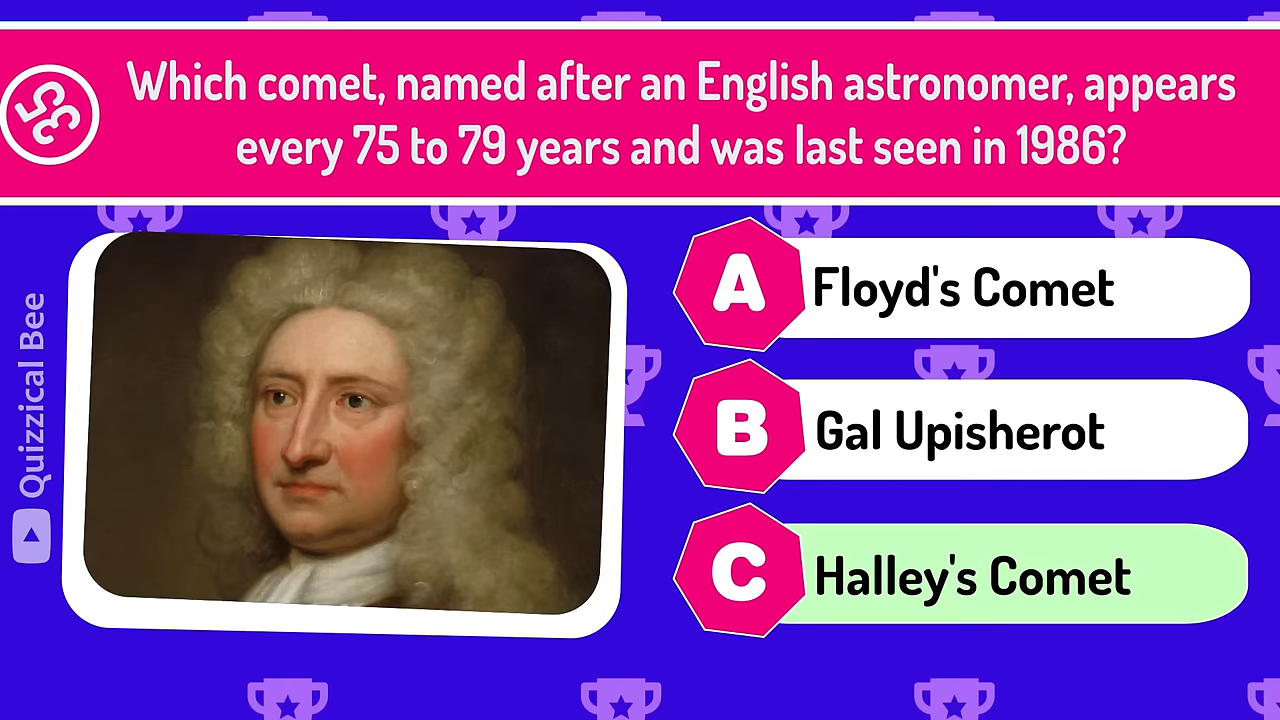 Which comet, named after an English astronomer, appears
every 75 to 79 years and was last seen in 1986?
Quizzical Bee
A Floyd's Comet
B Gal Upisherot
C Halley's Comet